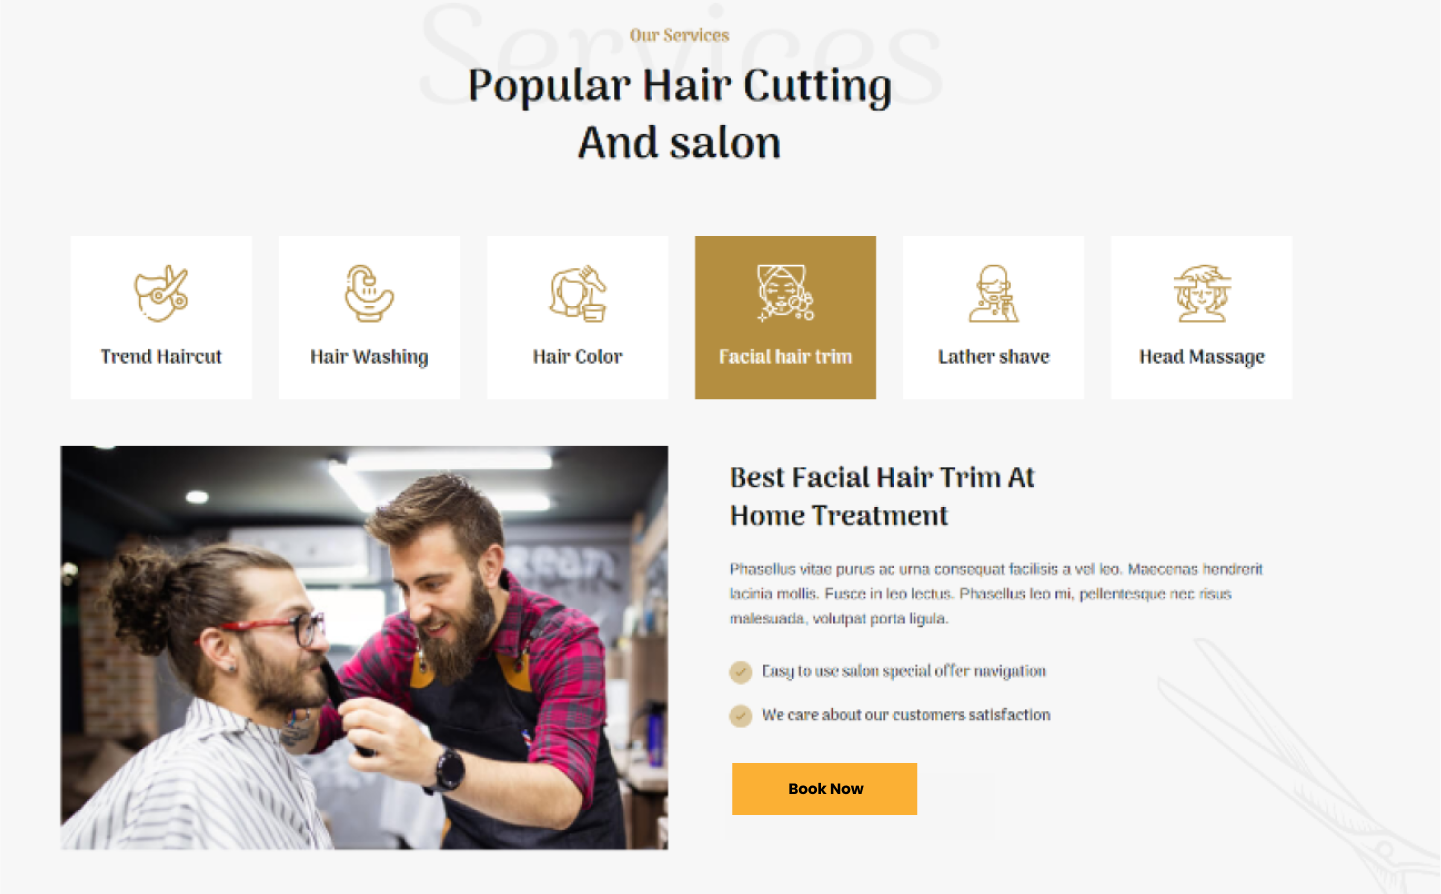 Services
Our Services
Popular Hair Cutting
And salon
Trend Haircut
Hair Washing
Hair Color
Facial hair trim
Lather shave
Head Massage
Best Facial Hair Trim At
Home Treatment
Phasellus vitae purus ac urna consequat facilisis a vel leo. Maecenas hendrerit
lacinia mollis. Fusce in leo lectus. Phasellus leo mi, pellentesque nec risus
malesuada, volutpat porta ligula.
Easy to use salon special offer navigation
We care about our customers satisfaction
Book Now